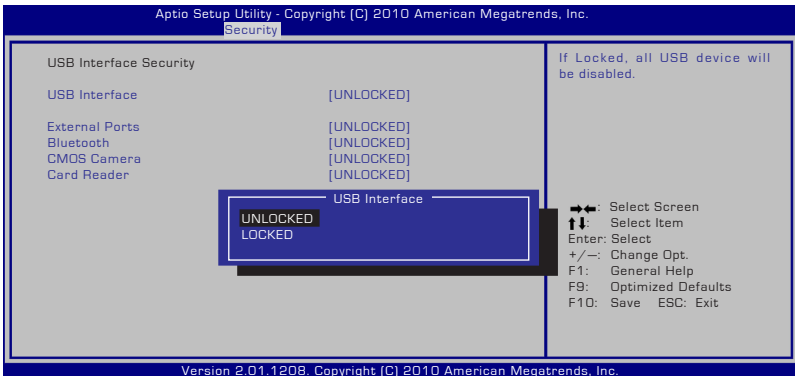 Aptio Setup Utility - Copyright (C) 2010 American Megatrends, Inc.
Security
USB Interface Security
USB Interface [UNLOCKED]
External Ports [UNLOCKED]
Bluetooth [UNLOCKED]
CMOS Camera [UNLOCKED]
Card Reader [UNLOCKED]
USB Interface
UNLOCKED
LOCKED
If Locked, all USB device will
be disabled.
→←: Select Screen
↑↓: Select Item
Enter: Select
+/—: Change Opt.
F1: General Help
F9: Optimized Defaults
F10: Save ESC: Exit
Version 2.01.1208. Copyright (C) 2010 American Megatrends, Inc.